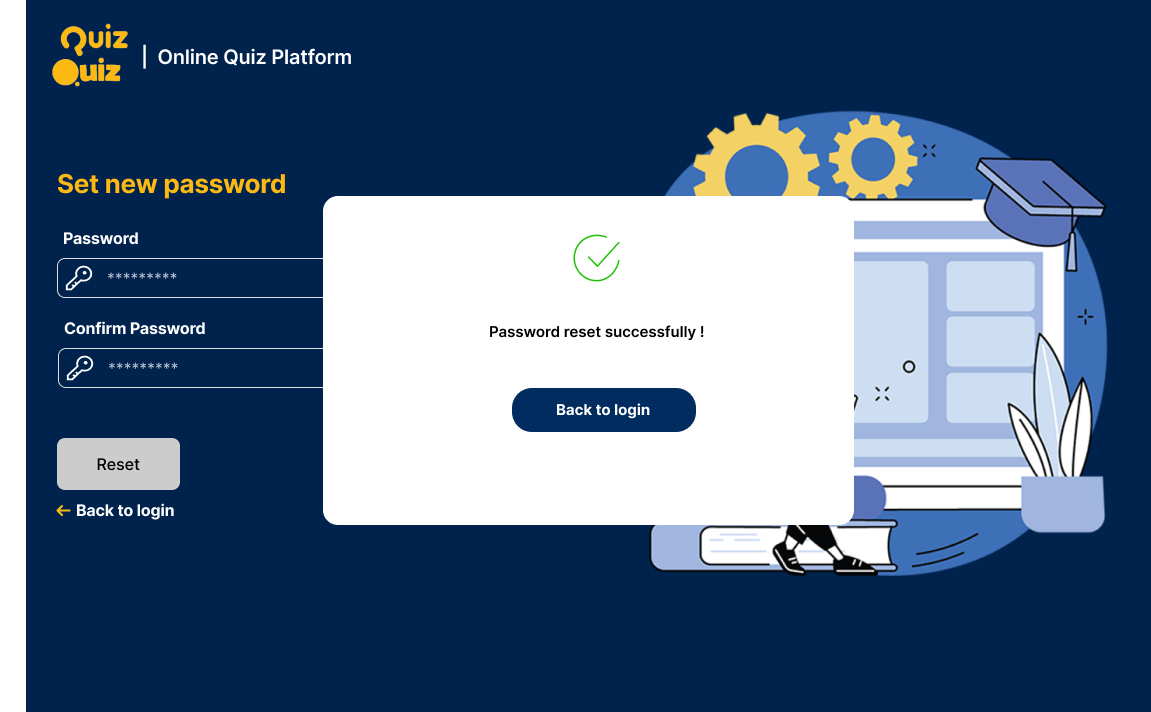 Quiz
Quiz
| Online Quiz Platform
Set new password
Password
*********
Confirm Password
*********
Reset
← Back to login
Password reset successfully !
Back to login